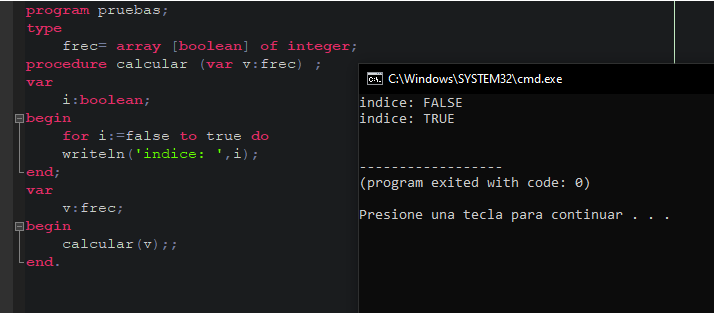 program pruebas;
type
frec= array [boolean] of integer;
procedure calcular (var v:frec) ;
var
i:boolean;
begin
for i:=false to true do
writeln('indice: ',i);
end;
var
v:frec;
begin
calcular(v);;
end.
C:\Windows\SYSTEM32\cmd.exe
indice: FALSE
indice: TRUE
------------------
(program exited with code: 0)
Presione una tecla para continuar . . .